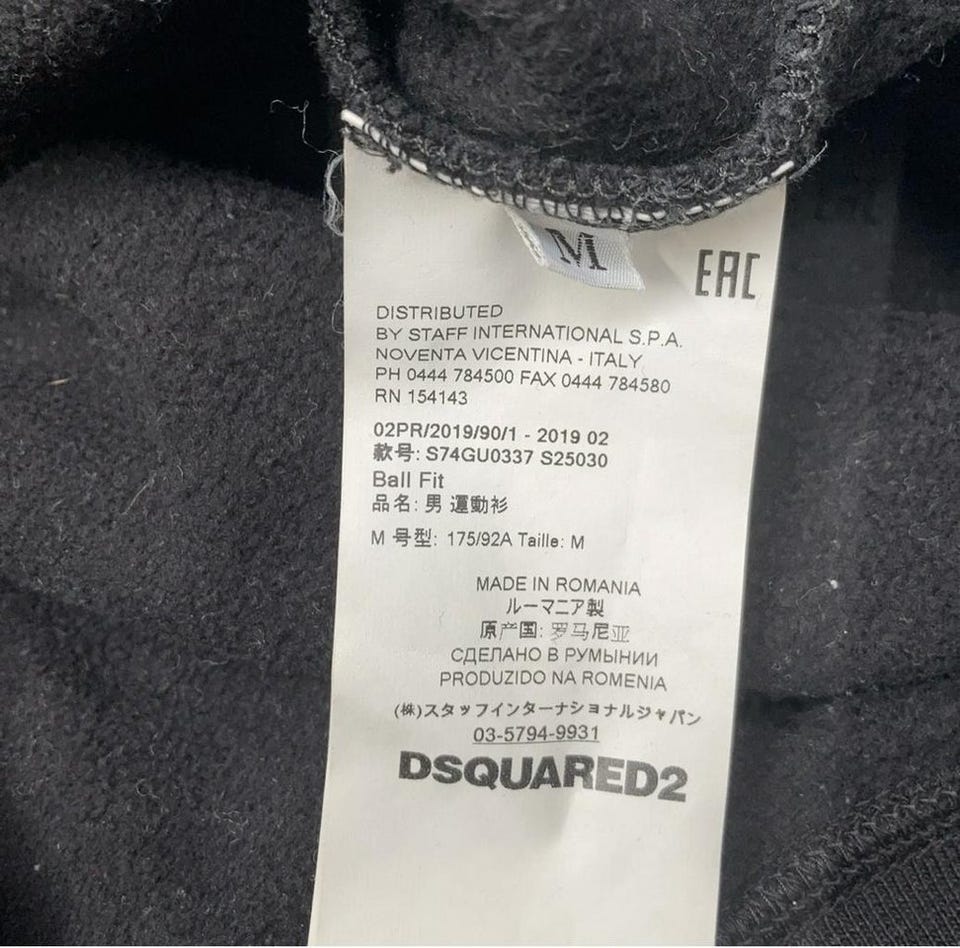 M
EAC
DISTRIBUTED
BY STAFF INTERNATIONAL S.P.A.
NOVENTA VICENTINA - ITALY
PH 0444 784500 FAX 0444 784580
RN 154143
02PR/2019/90/1 - 2019 02
款号: S74GU0337 S25030
Ball Fit
品名: 男 運動衫
M 号型: 175/92A Taille: M
MADE IN ROMANIA
ルーマニア製
原产国: 罗马尼亚
СДЕЛАНО В РУМЫНИИ
PRODUZIDO NA ROMENIA
(株)スタッフインターナショナルジャパン
03-5794-9931
DSQUARED2